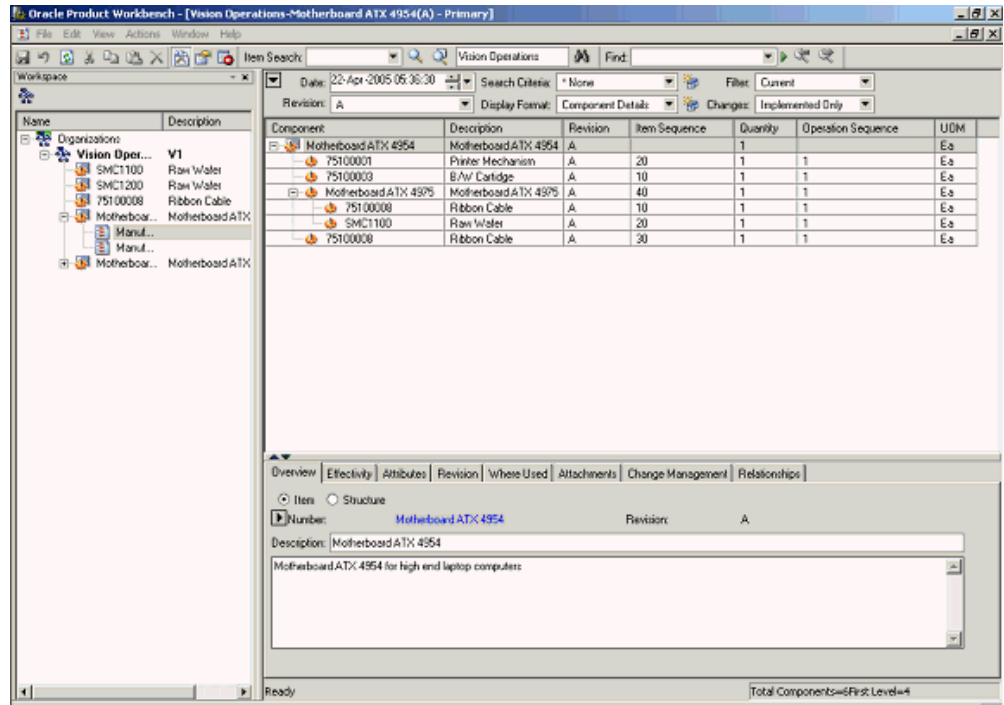 Oracle Product Workbench - [Vision Operations-Motherboard ATX 4954(A) - Primary]
File Edit View Actions Window Help
Item Search: Vision Operations Find:
Workspace
Name Description
Organizations
Vision Oper... V1
SMC1100 Raw Wafer
SMC1200 Raw Wafer
75100008 Ribbon Cable
Motherboar... Motherboard ATX
Manuf...
Manuf...
Motherboar... Motherboard ATX
Date: 22-Apr-2005 05:36:30 Search Criteria: * None Filter: Current
Revision: A Display Format: Component Details Changes: Implemented Only
Component Description Revision Item Sequence Quantity Operation Sequence UOM
Motherboard ATX 4954 Motherboard ATX 4954 A 1 Ea
75100001 Printer Mechanism A 20 1 1 Ea
75100003 B/W Cartidge A 10 1 1 Ea
Motherboard ATX 4975 Motherboard ATX 4975 A 40 1 1 Ea
75100008 Ribbon Cable A 10 1 1 Ea
SMC1100 Raw Wafer A 20 1 1 Ea
75100008 Ribbon Cable A 30 1 1 Ea
Overview Effectivity Attributes Revision Where Used Attachments Change Management Relationships
Item Structure
Number: Motherboard ATX 4954 Revision: A
Description: Motherboard ATX 4954
Motherboard ATX 4954 for high end laptop computers
Ready Total Components=6First Level=4